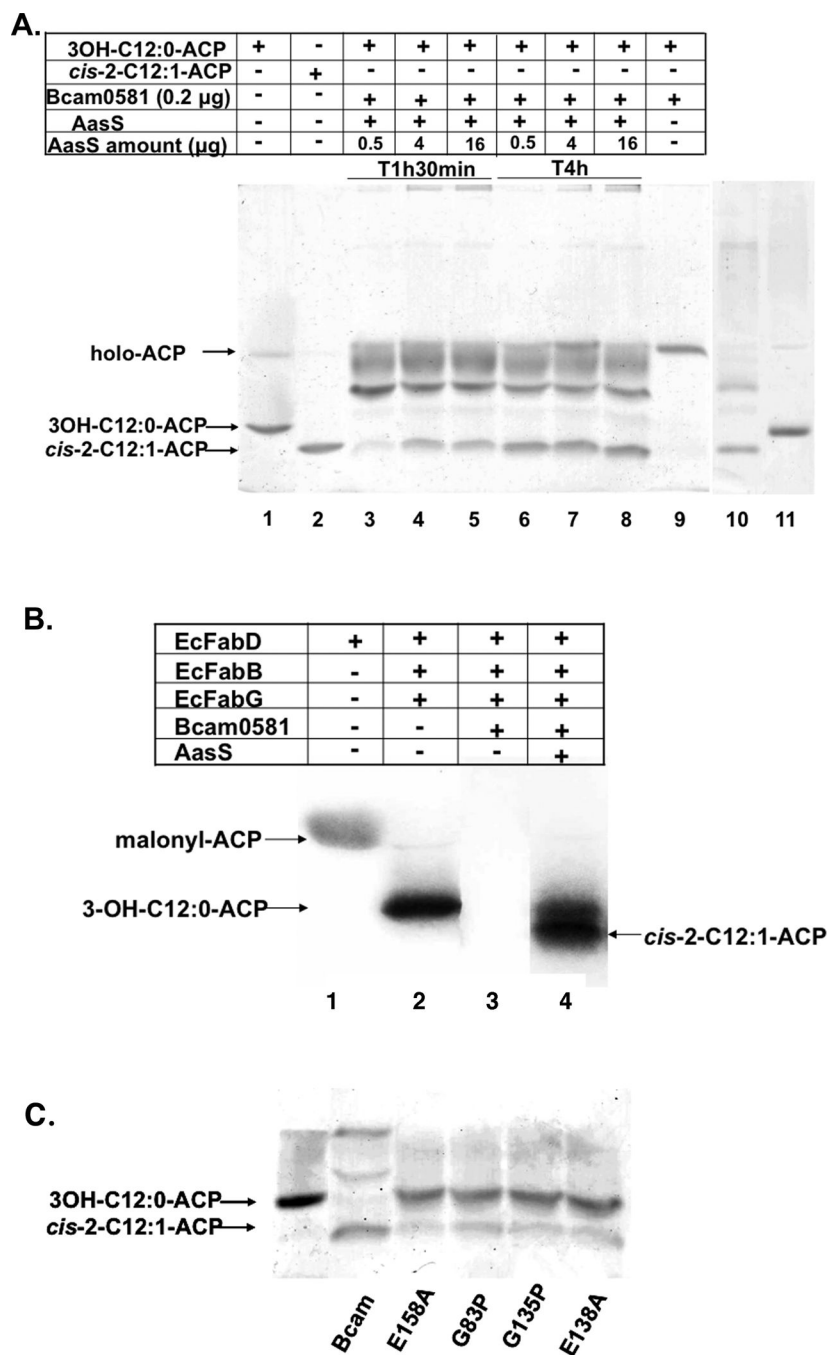 A.
3OH-C12:0-ACP + - + + + + + + +
cis-2-C12:1-ACP - + - - - - - - -
Bcam0581 (0.2 µg) - - + + + + + + +
AasS - - + + + + + + -
AasS amount (µg) - - 0.5 4 16 0.5 4 16 -
T1h30min T4h
holo-ACP
3OH-C12:0-ACP
cis-2-C12:1-ACP
1 2 3 4 5 6 7 8 9 10 11
B.
EcFabD + + + +
EcFabB - + + +
EcFabG - + + +
Bcam0581 - - + +
AasS - - - +
malonyl-ACP
3-OH-C12:0-ACP
cis-2-C12:1-ACP
1 2 3 4
C.
3OH-C12:0-ACP
cis-2-C12:1-ACP
Bcam E158A G83P G135P E138A